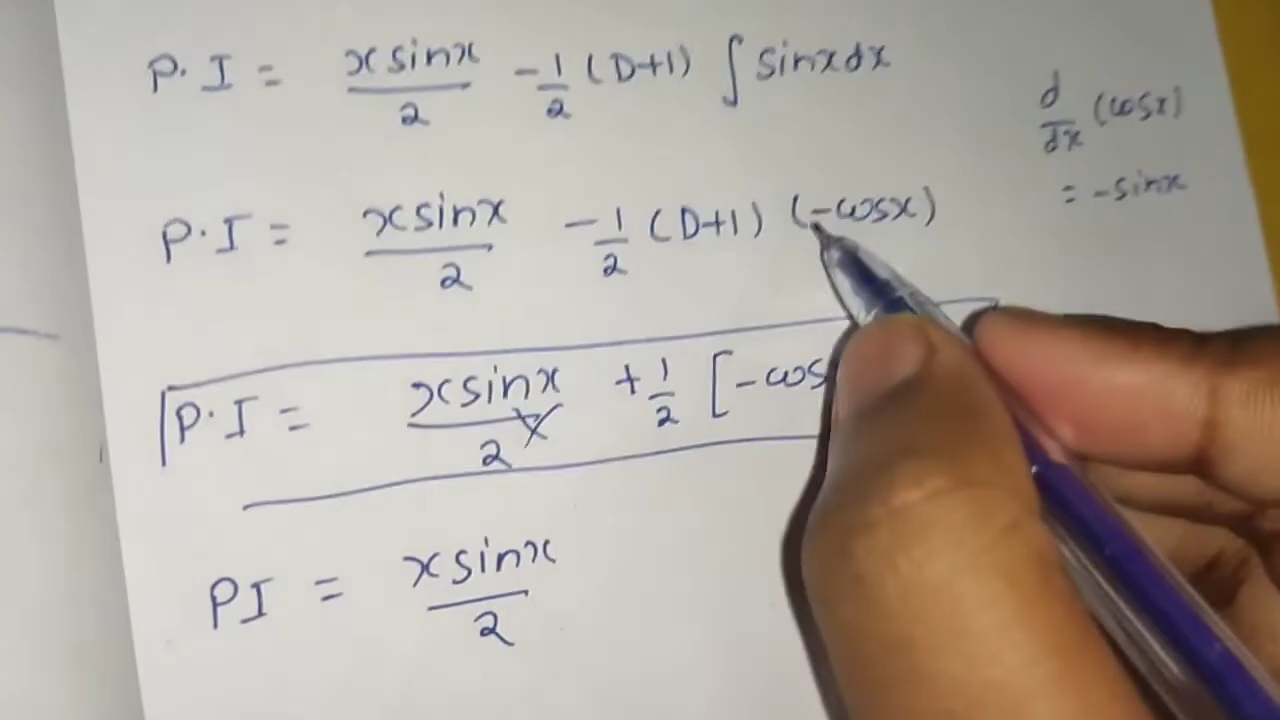 P.I = x sinx / 2 - 1/2 (D+1) ∫ sinx dx
d/dx (cosx)
= -sinx
P.I = x sinx / 2 - 1/2 (D+1) (-cosx)
P.I = x sinx / 2 + 1/2 [-cos
PI = x sinx / 2